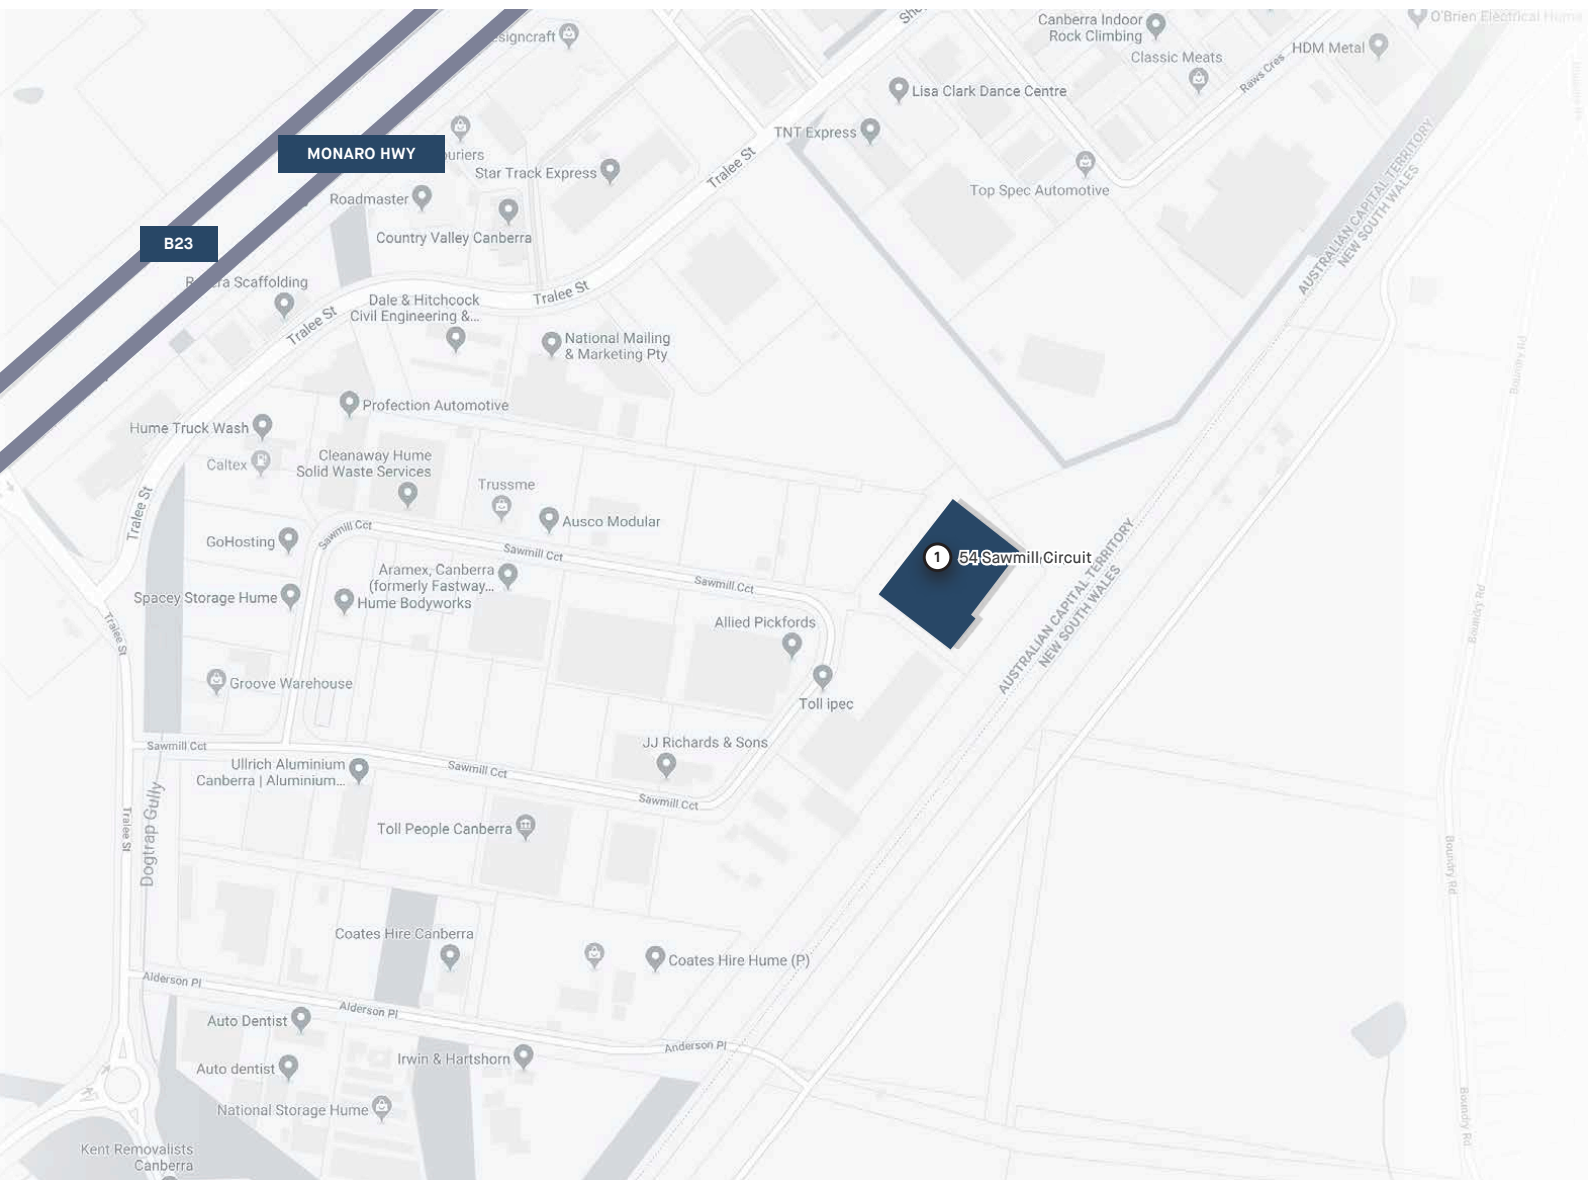 Canberra Indoor
Rock Climbing
O'Brien Electrical Hume
esigncraft
Classic Meats
HDM Metal
Raws Cres
Lisa Clark Dance Centre
TNT Express
MONARO HWY
uriers
Star Track Express
Tralee St
Top Spec Automotive
AUSTRALIAN CAPITAL TERRITORY
NEW SOUTH WALES
Roadmaster
Country Valley Canberra
B23
Scaffolding
Dale & Hitchcock
Civil Engineering &...
Tralee St
Tralee St
National Mailing
& Marketing Pty
Profection Automotive
Hume Truck Wash
Caltex
Cleanaway Hume
Solid Waste Services
Trussme
Ausco Modular
Tralee St
Sawmill Cct
GoHosting
Sawmill Cct
Sawmill Cct
1
54 Sawmill Circuit
AUSTRALIAN CAPITAL TERRITORY
NEW SOUTH WALES
Aramex, Canberra
(formerly Fastway...
Hume Bodyworks
Spacey Storage Hume
Tralee St
Allied Pickfords
Boundry Rd
Groove Warehouse
Toll ipec
Sawmill Cct
JJ Richards & Sons
Ullrich Aluminium
Canberra | Aluminium...
Sawmill Cct
Sawmill Cct
Tralee St
Dogtrap Gully
Toll People Canberra
Boundry Rd
Coates Hire Canberra
Coates Hire Hume (P)
Alderson Pl
Alderson Pl
Auto Dentist
Anderson Pl
Irwin & Hartshorn
Auto dentist
National Storage Hume
Boundry Rd
Kent Removalists
Canberra